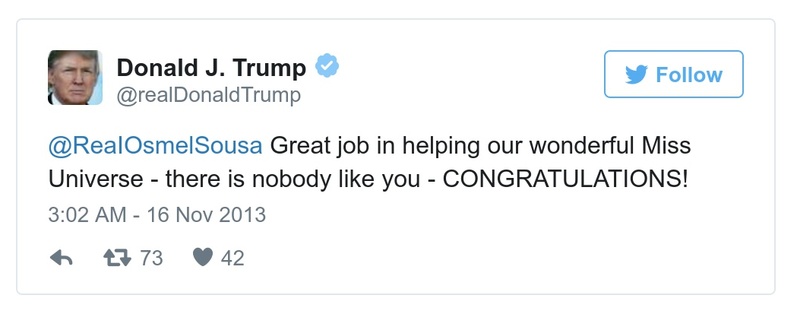 Donald J. Trump
@realDonaldTrump
Follow
@RealOsmelSousa Great job in helping our wonderful Miss
Universe - there is nobody like you - CONGRATULATIONS!
3:02 AM - 16 Nov 2013
73 42